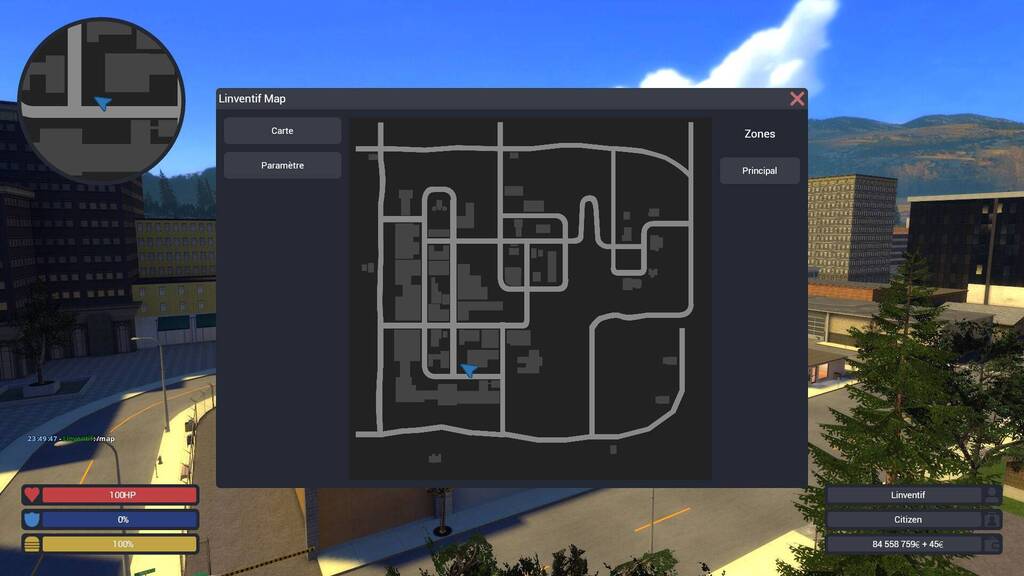 Linventif Map
Carte
Paramètre
Zones
Principal
23:49:47 - Linventif: /map
100HP
0%
100%
Linventif
Citizen
84 558 759€ + 45€